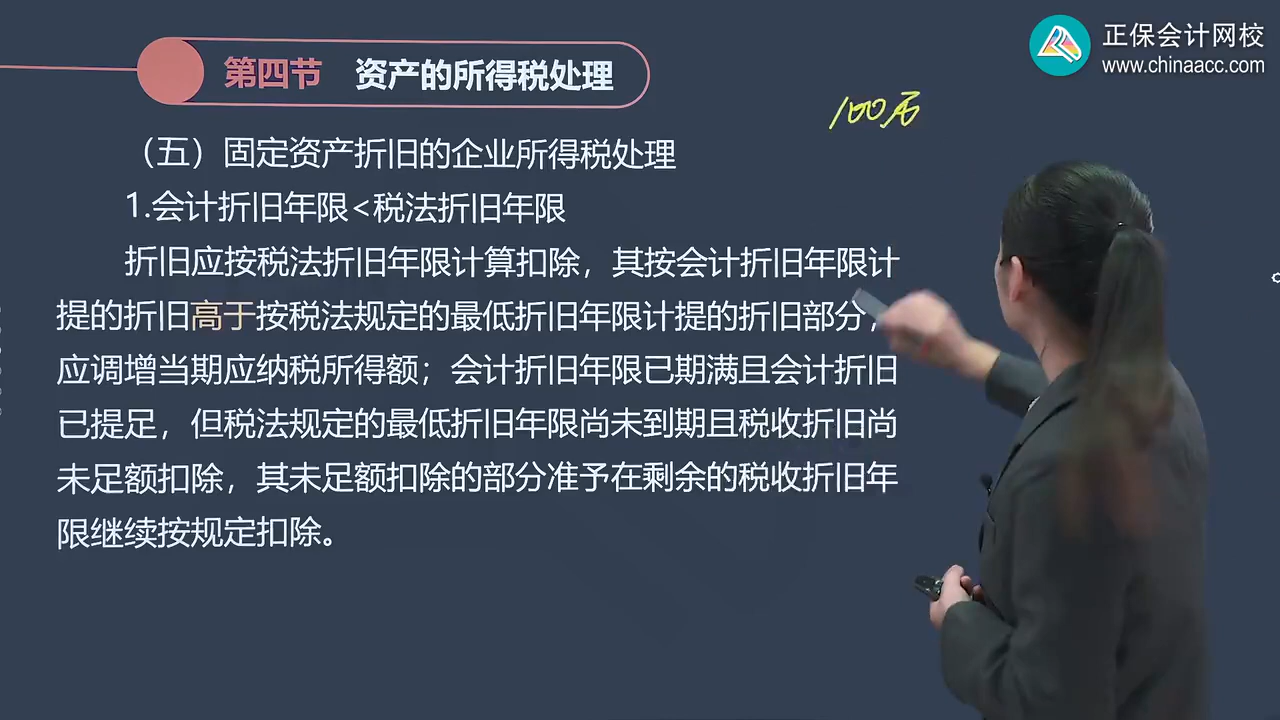 正保会计网校
www.chinaacc.com
第四节 资产的所得税处理
100万
（五）固定资产折旧的企业所得税处理
1.会计折旧年限<税法折旧年限
折旧应按税法折旧年限计算扣除，其按会计折旧年限计
提的折旧高于按税法规定的最低折旧年限计提的折旧部分，
应调增当期应纳税所得额；会计折旧年限已期满且会计折旧
已提足，但税法规定的最低折旧年限尚未到期且税收折旧尚
未足额扣除，其未足额扣除的部分准予在剩余的税收折旧年
限继续按规定扣除。